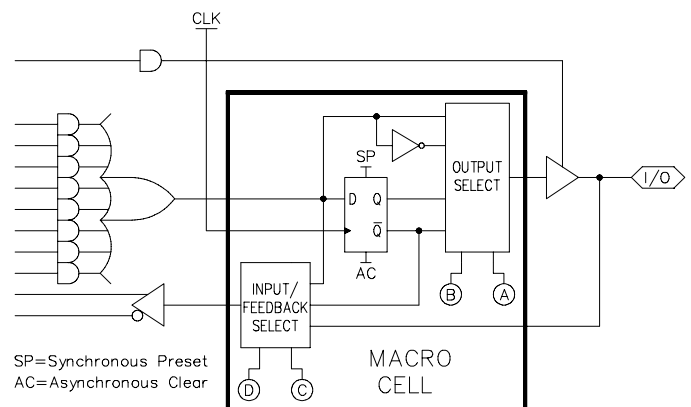 CLK
SP
D Q
Q̅
AC
OUTPUT
SELECT
I/O
B A
INPUT/
FEEDBACK
SELECT
D C
MACRO
CELL
SP=Synchronous Preset
AC=Asynchronous Clear